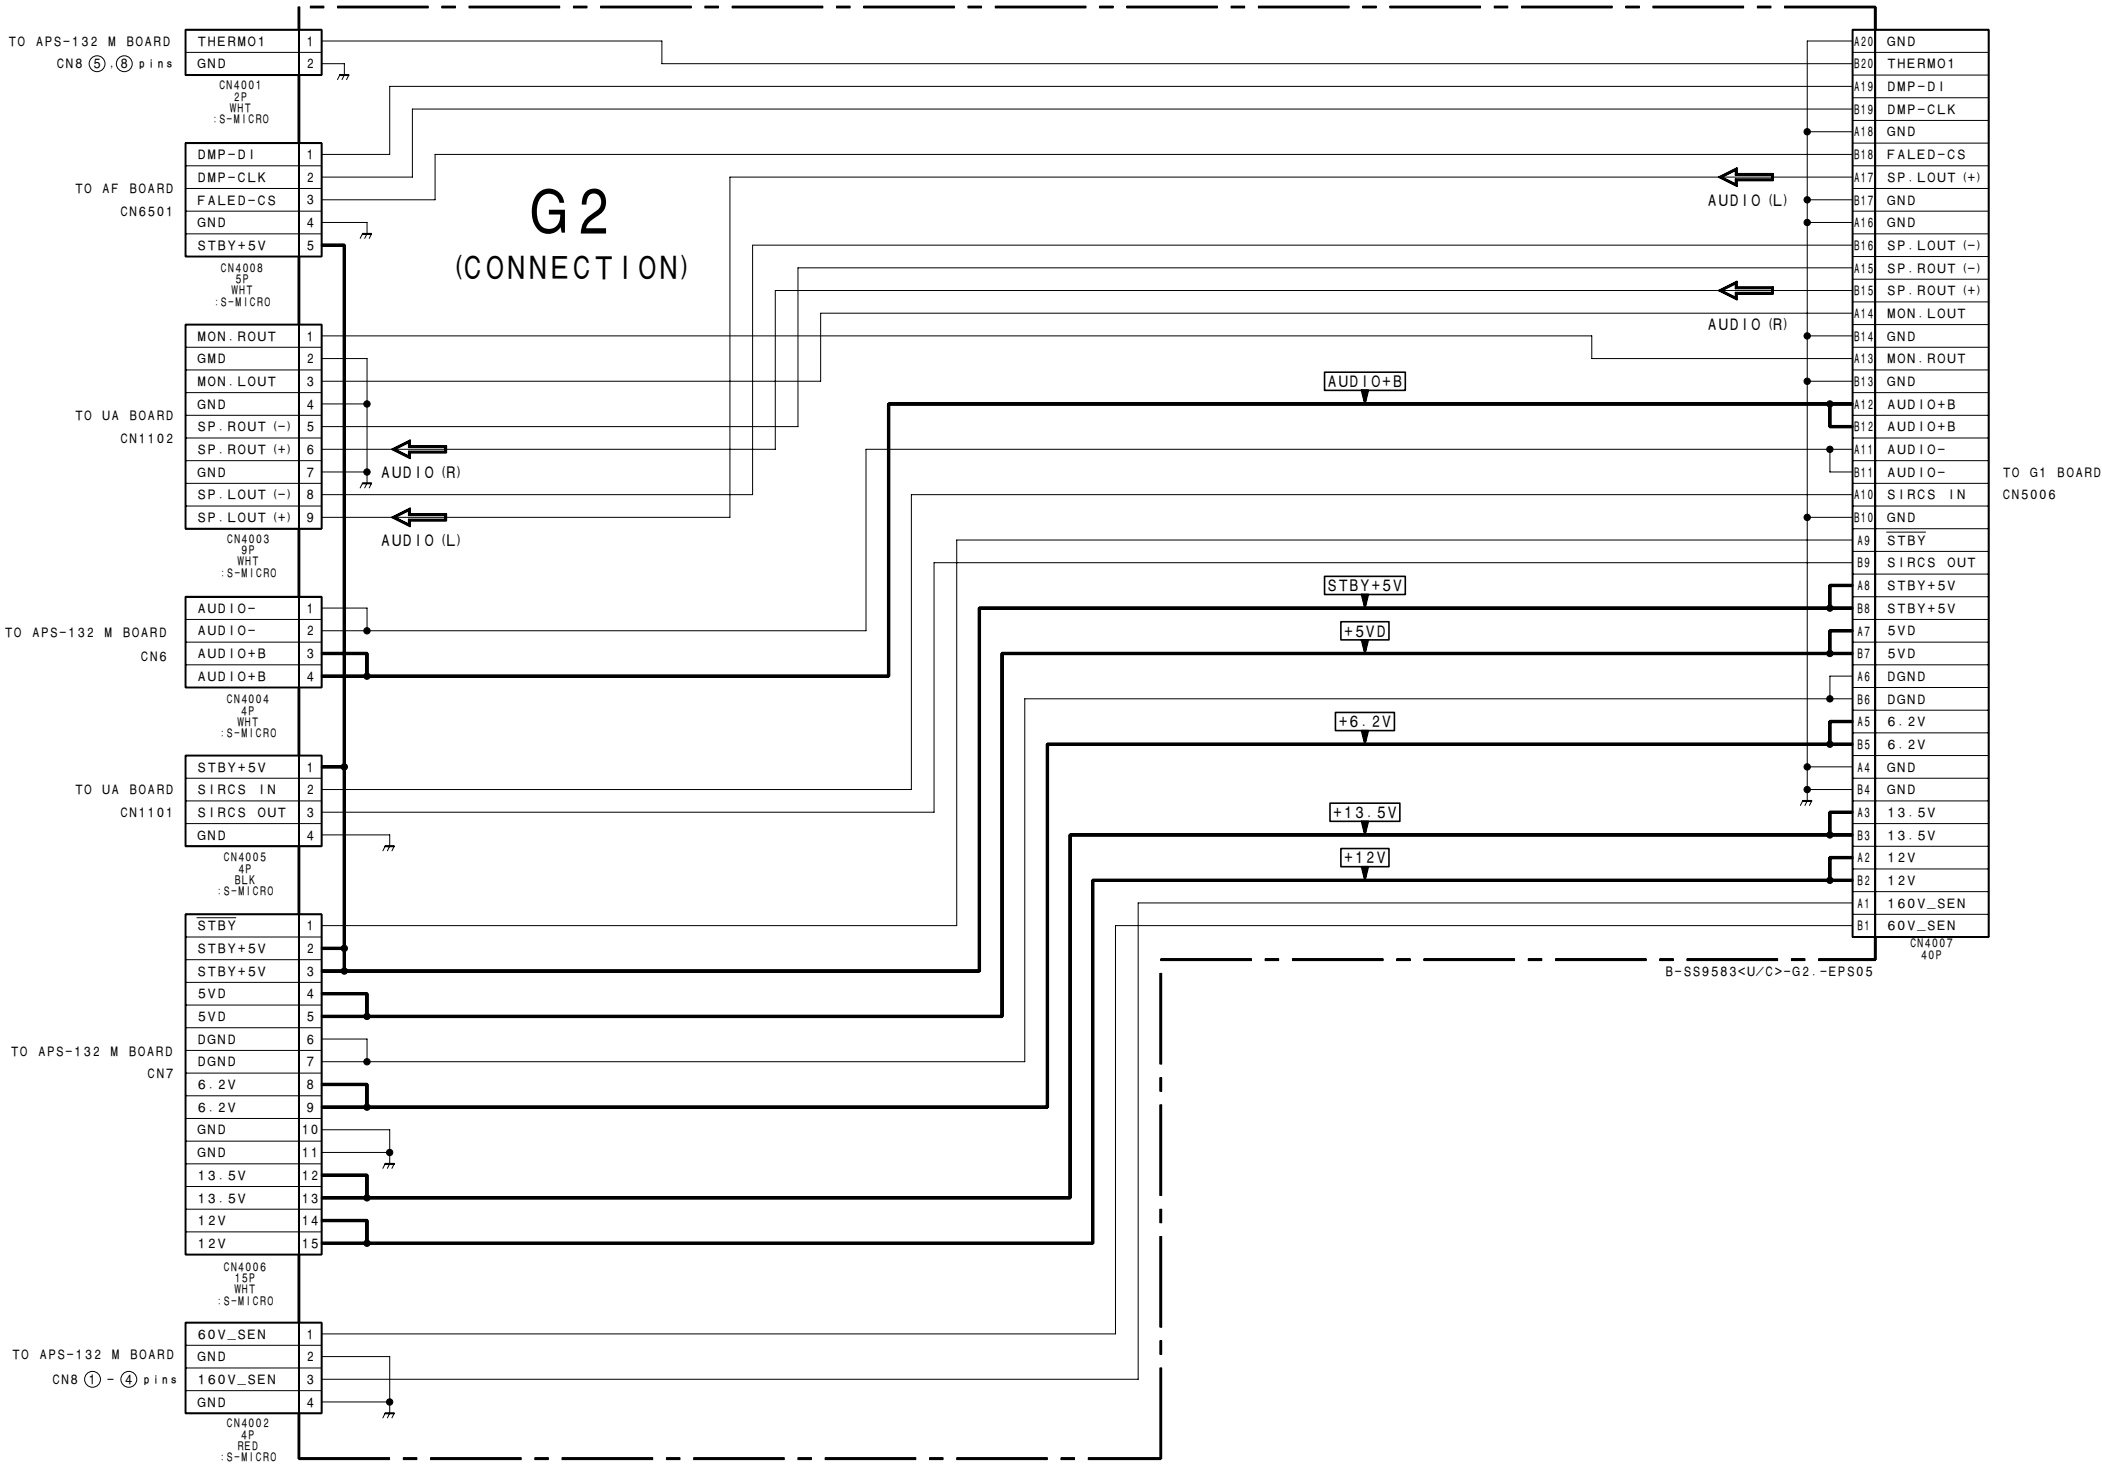 TO APS-132 M BOARD
CN8 ⑤,⑧ pins
THERMO1 1
GND 2
CN4001
2P
WHT
:S-MICRO
TO AF BOARD
CN6501
DMP-DI 1
DMP-CLK 2
FALED-CS 3
GND 4
STBY+5V 5
CN4008
5P
WHT
:S-MICRO
G2
(CONNECTION)
TO UA BOARD
CN1102
MON.ROUT 1
GMD 2
MON.LOUT 3
GND 4
SP.ROUT(-) 5
SP.ROUT(+) 6
GND 7
SP.LOUT(-) 8
SP.LOUT(+) 9
AUDIO(R)
AUDIO(L)
CN4003
9P
WHT
:S-MICRO
TO APS-132 M BOARD
CN6
AUDIO- 1
AUDIO- 2
AUDIO+B 3
AUDIO+B 4
CN4004
4P
WHT
:S-MICRO
TO UA BOARD
CN1101
STBY+5V 1
SIRCS IN 2
SIRCS OUT 3
GND 4
CN4005
4P
BLK
:S-MICRO
TO APS-132 M BOARD
CN7
STBY 1
STBY+5V 2
STBY+5V 3
5VD 4
5VD 5
DGND 6
DGND 7
6.2V 8
6.2V 9
GND 10
GND 11
13.5V 12
13.5V 13
12V 14
12V 15
CN4006
15P
WHT
:S-MICRO
TO APS-132 M BOARD
CN8 ① - ④ pins
60V_SEN 1
GND 2
160V_SEN 3
GND 4
CN4002
4P
RED
:S-MICRO
AUDIO(L)
AUDIO(R)
AUDIO+B
STBY+5V
+5VD
+6.2V
+13.5V
+12V
A20 GND
B20 THERMO1
A19 DMP-DI
B19 DMP-CLK
A18 GND
B18 FALED-CS
A17 SP.LOUT(+)
B17 GND
A16 GND
B16 SP.LOUT(-)
A15 SP.ROUT(-)
B15 SP.ROUT(+)
A14 MON.LOUT
B14 GND
A13 MON.ROUT
B13 GND
A12 AUDIO+B
B12 AUDIO+B
A11 AUDIO-
B11 AUDIO-
A10 SIRCS IN
B10 GND
A9 STBY
B9 SIRCS OUT
A8 STBY+5V
B8 STBY+5V
A7 5VD
B7 5VD
A6 DGND
B6 DGND
A5 6.2V
B5 6.2V
A4 GND
B4 GND
A3 13.5V
B3 13.5V
A2 12V
B2 12V
A1 160V_SEN
B1 60V_SEN
CN4007
40P
TO G1 BOARD
CN5006
B-SS9583<U/C>-G2.-EPS05